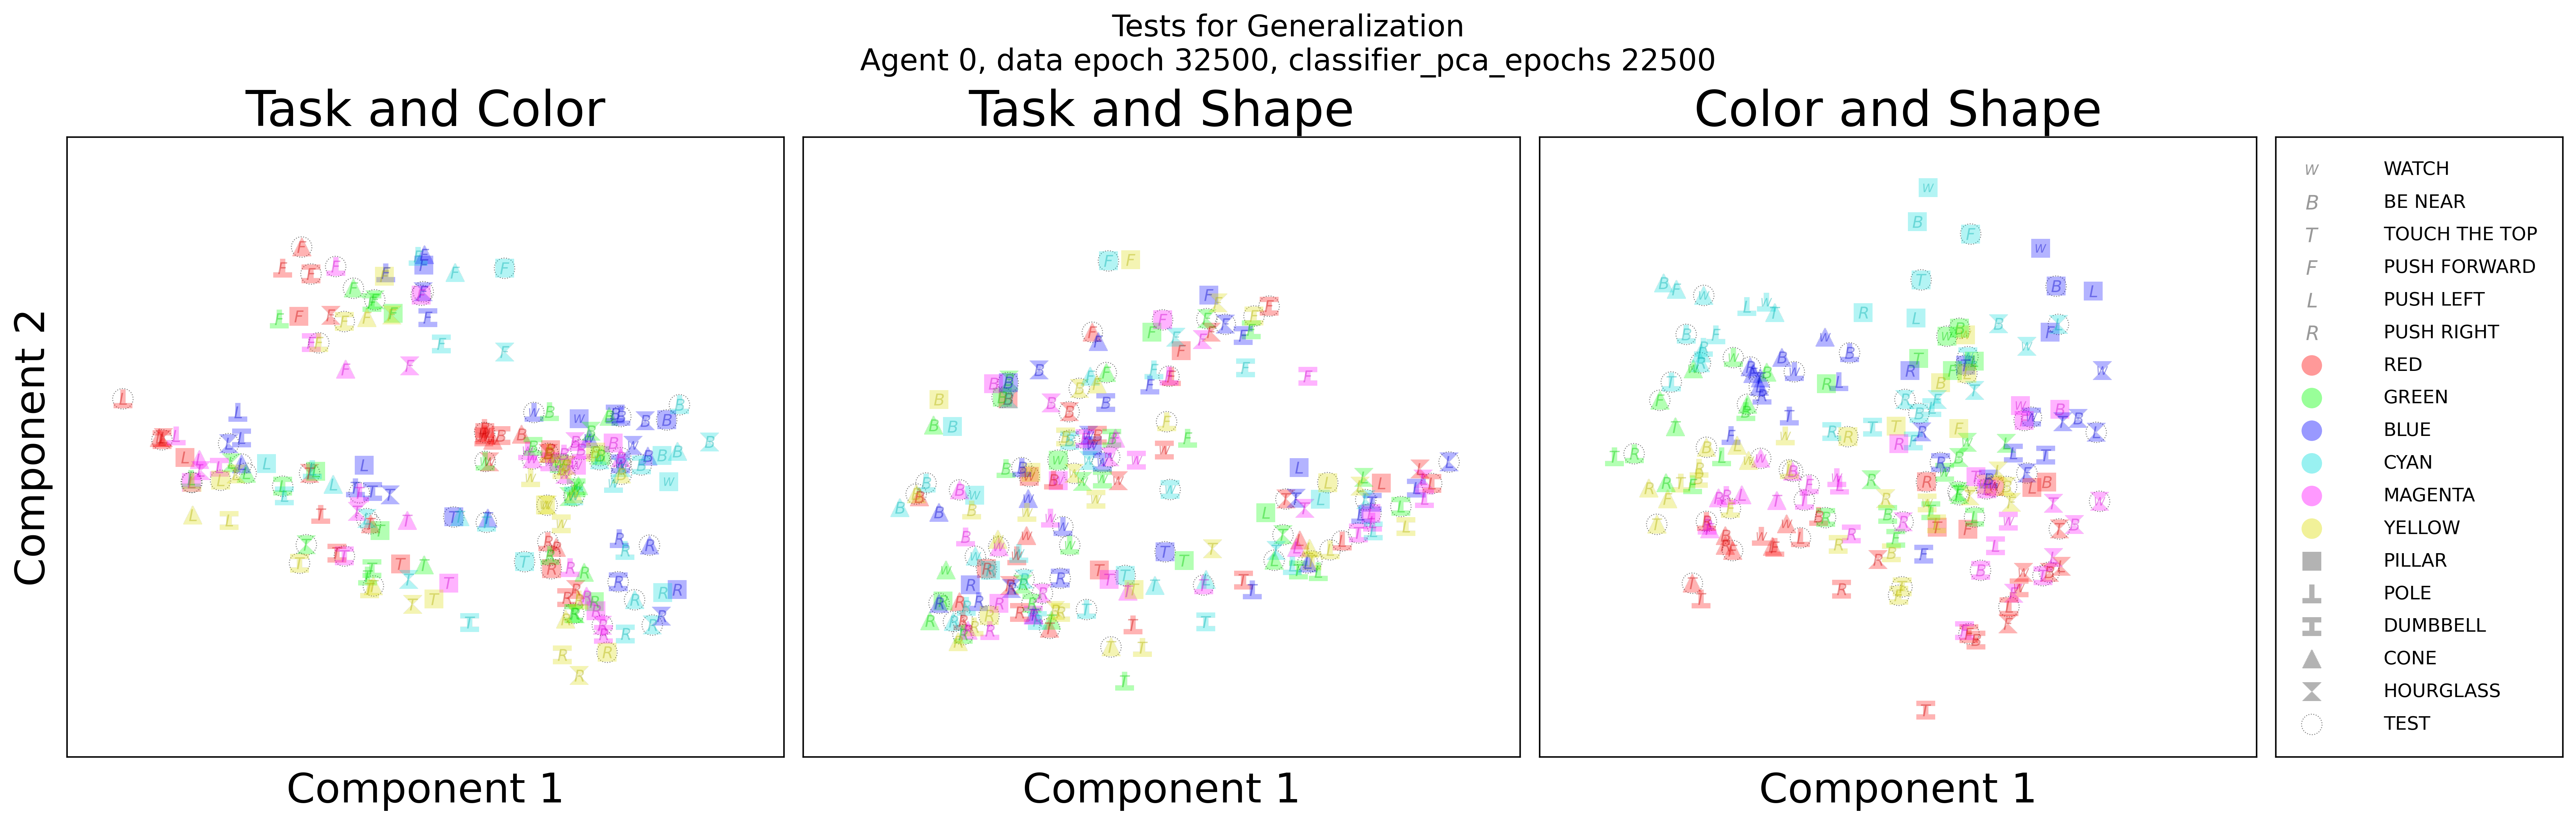 Tests for Generalization
Agent 0, data epoch 32500, classifier_pca_epochs 22500
Task and Color
Task and Shape
Color and Shape
Component 2
Component 1
Component 1
Component 1
W WATCH
B BE NEAR
T TOUCH THE TOP
F PUSH FORWARD
L PUSH LEFT
R PUSH RIGHT
RED
GREEN
BLUE
CYAN
MAGENTA
YELLOW
PILLAR
POLE
DUMBBELL
CONE
HOURGLASS
TEST